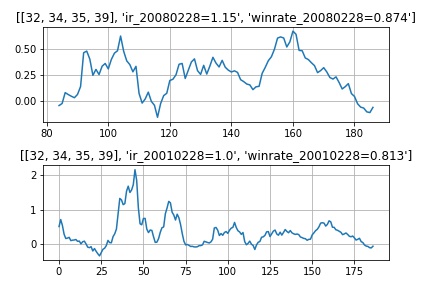 [[32, 34, 35, 39], 'ir_20080228=1.15', 'winrate_20080228=0.874']
0.50
0.25
0.00
80 100 120 140 160 180
[[32, 34, 35, 39], 'ir_20010228=1.0', 'winrate_20010228=0.813']
2
1
0
0 25 50 75 100 125 150 175